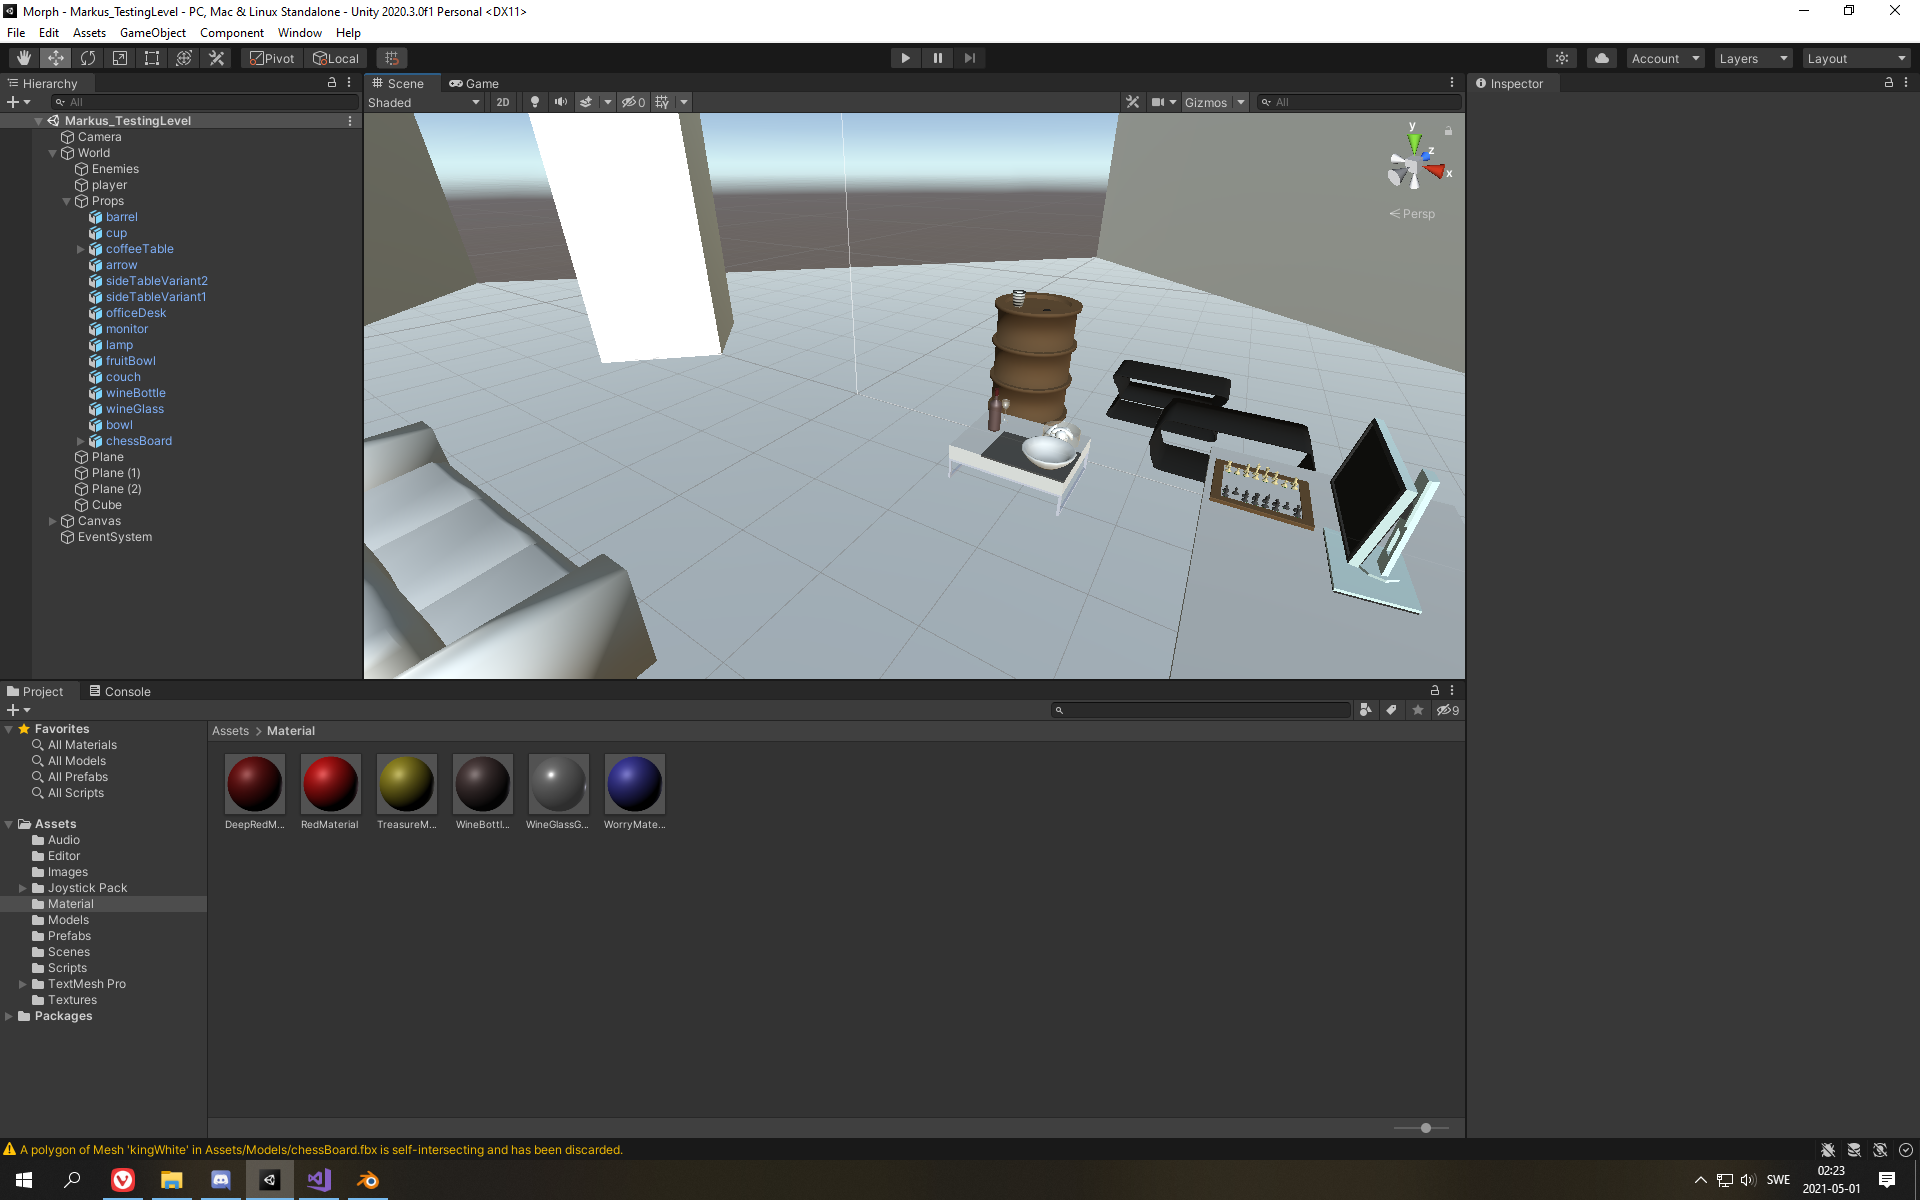 Morph - Markus_TestingLevel - PC, Mac & Linux Standalone - Unity 2020.3.0f1 Personal <DX11>
File Edit Assets GameObject Component Window Help
Pivot Local Account Layers Layout
Hierarchy
All
Markus_TestingLevel
Camera
World
Enemies
player
Props
barrel
cup
coffeeTable
arrow
sideTableVariant2
sideTableVariant1
officeDesk
monitor
lamp
fruitBowl
couch
wineBottle
wineGlass
bowl
chessBoard
Plane
Plane (1)
Plane (2)
Cube
Canvas
EventSystem
Scene Game
Shaded 2D 0 Gizmos All
y
z
x
Persp
Inspector
Project Console
9
Favorites
All Materials
All Models
All Prefabs
All Scripts
Assets
Audio
Editor
Images
Joystick Pack
Material
Models
Prefabs
Scenes
Scripts
TextMesh Pro
Textures
Packages
Assets > Material
DeepRedM... RedMaterial TreasureM... WineBottl... WineGlassG... WorryMate...
A polygon of Mesh 'kingWhite' in Assets/Models/chessBoard.fbx is self-intersecting and has been discarded.
SWE
02:23
2021-05-01